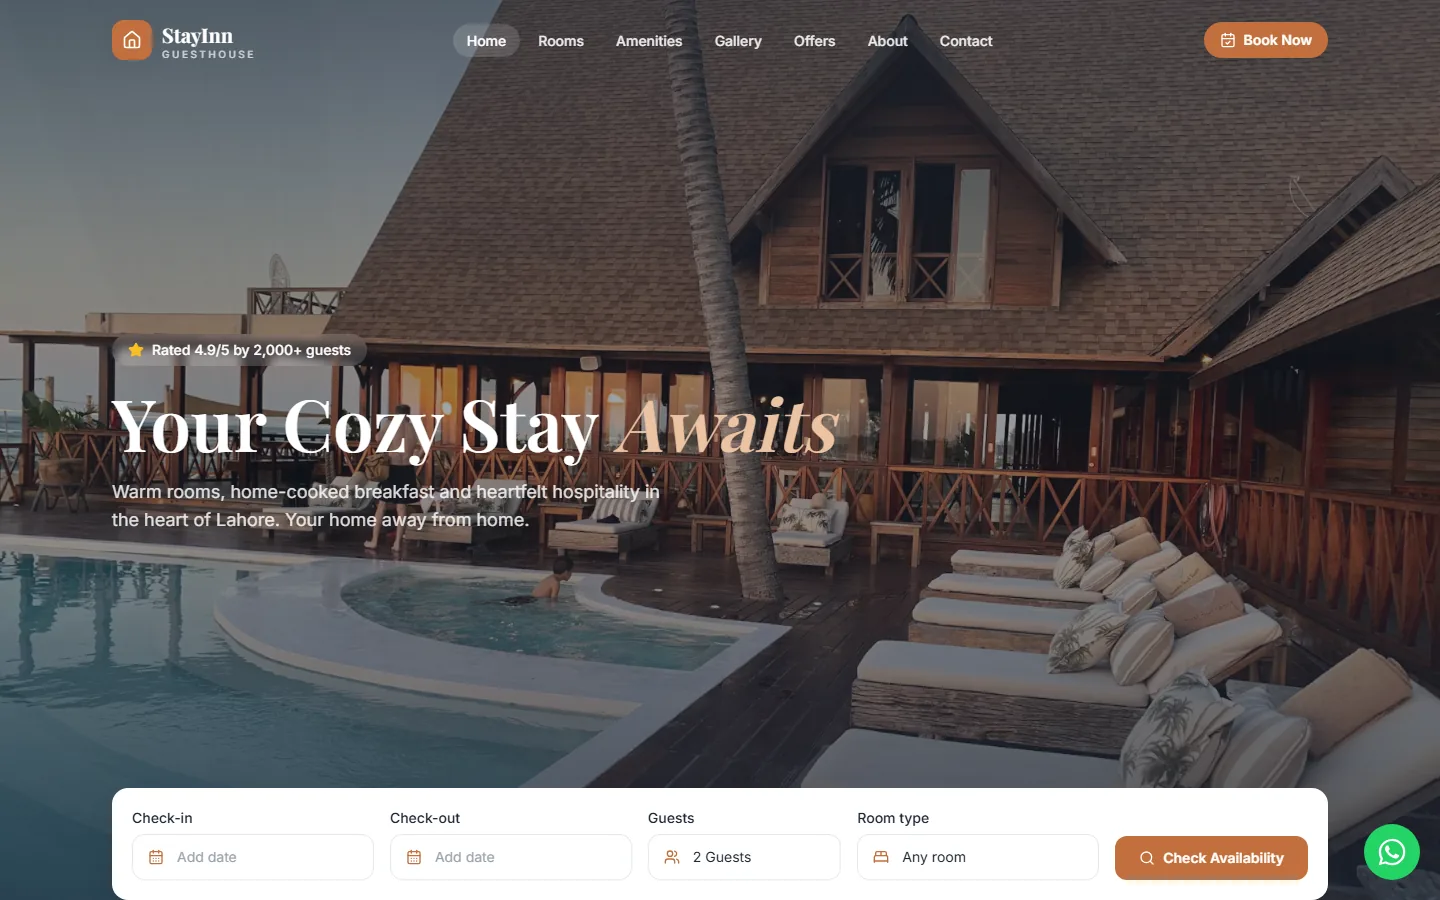 StayInn
GUESTHOUSE
Home
Rooms
Amenities
Gallery
Offers
About
Contact
Book Now
Rated 4.9/5 by 2,000+ guests
Your Cozy Stay Awaits
Warm rooms, home-cooked breakfast and heartfelt hospitality in
the heart of Lahore. Your home away from home.
Check-in
Add date
Check-out
Add date
Guests
2 Guests
Room type
Any room
Check Availability